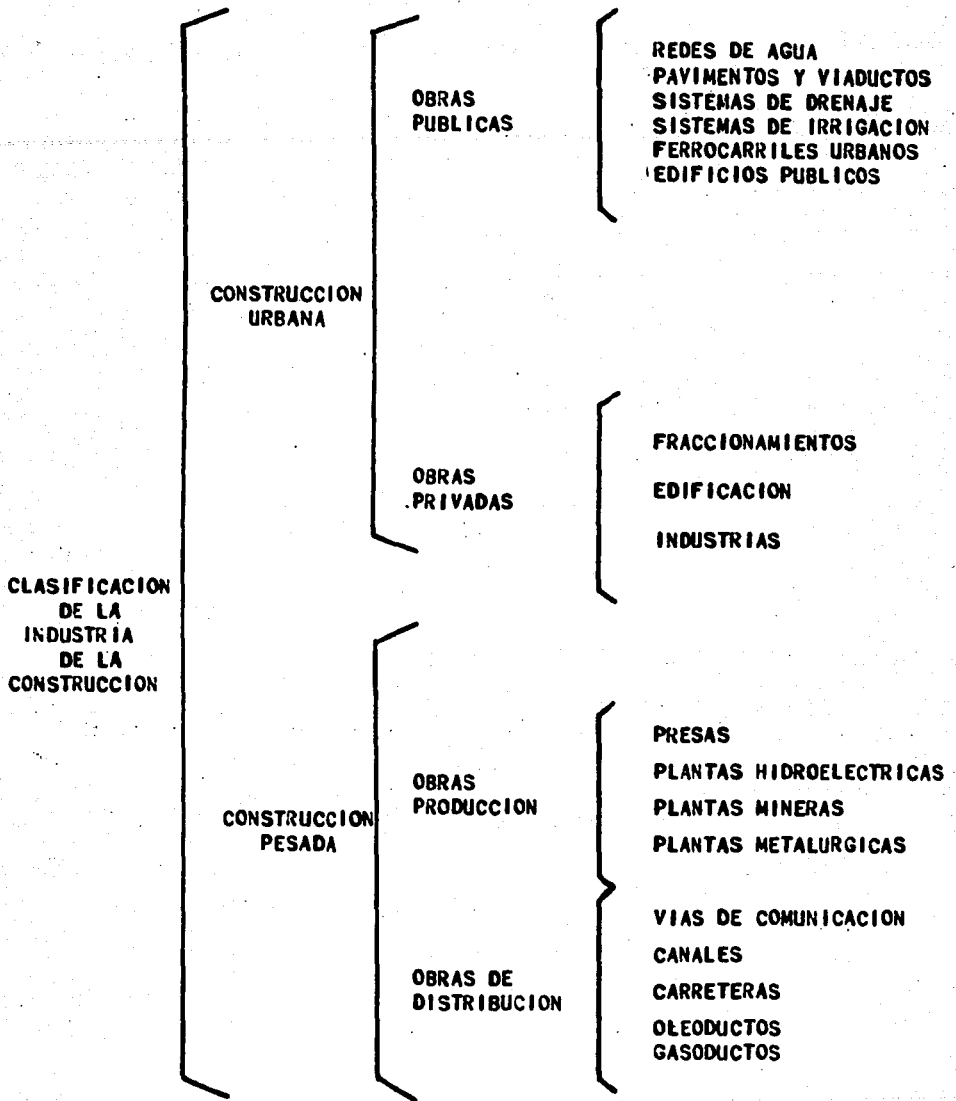 REDES DE AGUA
PAVIMENTOS Y VIADUCTOS
OBRAS
PUBLICAS
SISTEMAS DE DRENAJE
SISTEMAS DE IRRIGACION
FERROCARRILES URBANOS
EDIFICIOS PUBLICOS
CONSTRUCCION
URBANA
FRACCIONAMIENTOS
OBRAS
PRIVADAS
EDIFICACION
INDUSTRIAS
CLASIFICACION
DE LA
INDUSTRIA
DE LA
CONSTRUCCION
PRESAS
PLANTAS HIDROELECTRICAS
OBRAS
PRODUCCION
PLANTAS MINERAS
PLANTAS METALURGICAS
CONSTRUCCION
PESADA
VIAS DE COMUNICACION
CANALES
OBRAS DE
DISTRIBUCION
CARRETERAS
OLEODUCTOS
GASODUCTOS